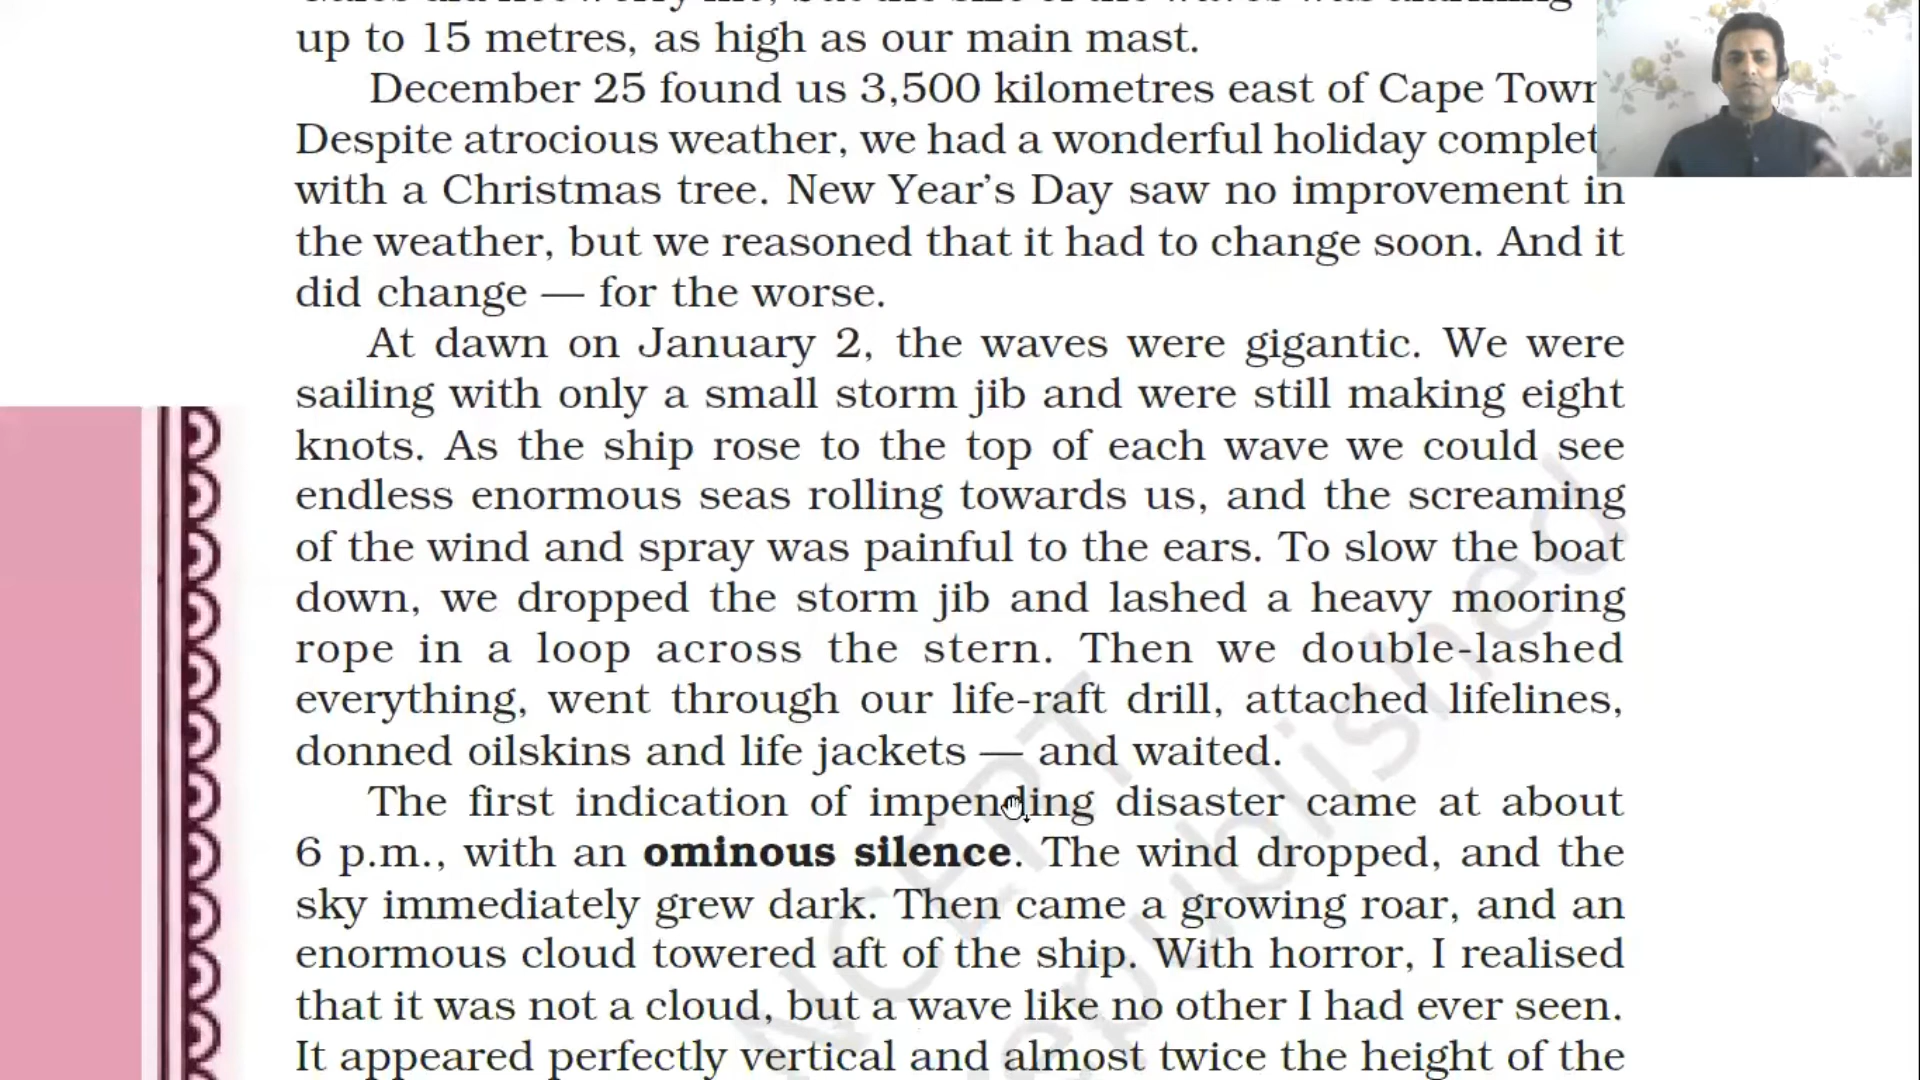 up to 15 metres, as high as our main mast.
December 25 found us 3,500 kilometres east of Cape
Despite atrocious weather, we had a wonderful holiday
with a Christmas tree. New Year’s Day saw no improvement in
the weather, but we reasoned that it had to change soon. And it
did change — for the worse.
At dawn on January 2, the waves were gigantic. We were
sailing with only a small storm jib and were still making eight
knots. As the ship rose to the top of each wave we could see
endless enormous seas rolling towards us, and the screaming
of the wind and spray was painful to the ears. To slow the boat
down, we dropped the storm jib and lashed a heavy mooring
rope in a loop across the stern. Then we double-lashed
everything, went through our life-raft drill, attached lifelines,
donned oilskins and life jackets — and waited.
The first indication of impending disaster came at about
6 p.m., with an ominous silence. The wind dropped, and the
sky immediately grew dark. Then came a growing roar, and an
enormous cloud towered aft of the ship. With horror, I realised
that it was not a cloud, but a wave like no other I had ever seen.
It appeared perfectly vertical and almost twice the height of the
NCERT